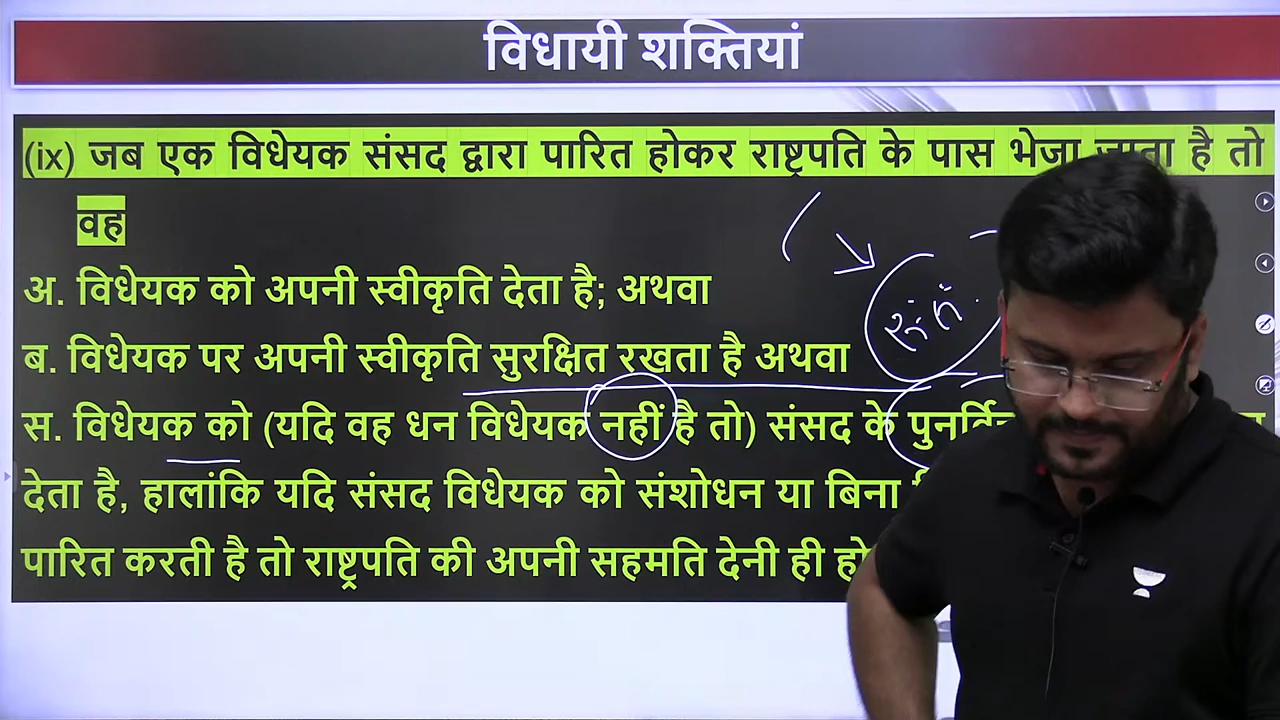 विधायी शक्तियां
(ix) जब एक विधेयक संसद द्वारा पारित होकर राष्ट्रपति के पास भेजा जाता है तो
वह
अ. विधेयक को अपनी स्वीकृति देता है; अथवा
ब. विधेयक पर अपनी स्वीकृति सुरक्षित रखता है अथवा
स. विधेयक को (यदि वह धन विधेयक नहीं है तो) संसद के
देता है, हालांकि यदि संसद विधेयक को संशोधन या बिना
पारित करती है तो राष्ट्रपति की अपनी सहमति देनी ही